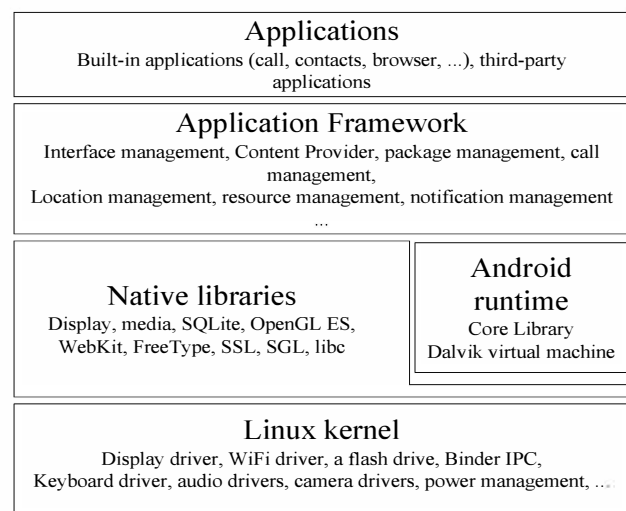 Applications
Built-in applications (call, contacts, browser, ...), third-party
applications
Application Framework
Interface management, Content Provider, package management, call
management,
Location management, resource management, notification management
...
Native libraries
Display, media, SQLite, OpenGL ES,
WebKit, FreeType, SSL, SGL, libc
Android
runtime
Core Library
Dalvik virtual machine
Linux kernel
Display driver, WiFi driver, a flash drive, Binder IPC,
Keyboard driver, audio drivers, camera drivers, power management, ...